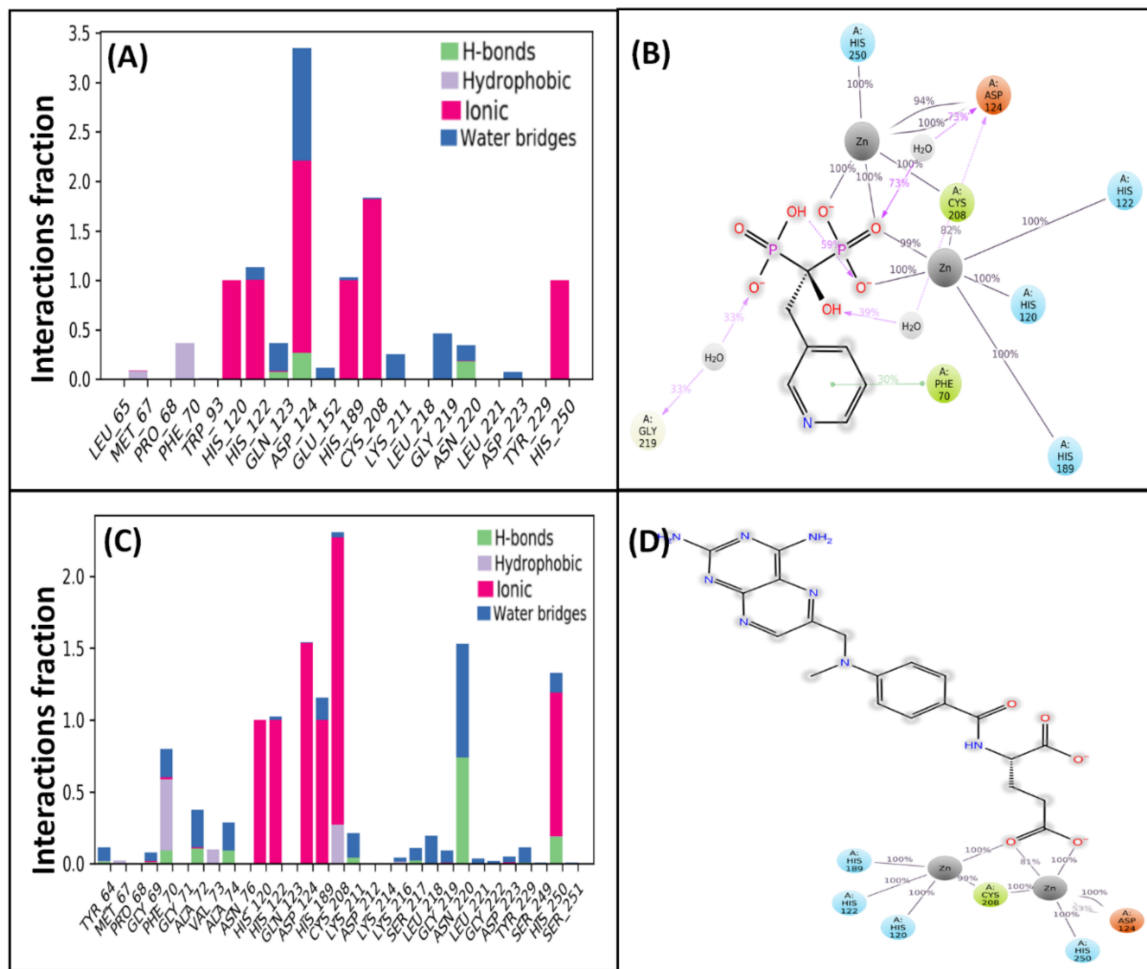 (A)
H-bonds
Hydrophobic
Ionic
Water bridges
Interactions fraction
3.5
3.0
2.5
2.0
1.5
1.0
0.5
0.0
LEU_65
MET_67
PRO_68
PHE_70
TRP_93
HIS_120
HIS_122
GLN_123
ASP_124
GLU_152
HIS_189
CYS_208
LYS_211
LEU_218
GLY_219
ASN_220
LEU_221
ASP_223
TYR_229
HIS_250
(B)
A:
HIS
250
100%
94%
100%
73%
A:
ASP
124
Zn
H₂O
100%
100%
100%
73%
A:
CYS
208
A:
HIS
122
100%
OH
O⁻
O
82%
O
P
59%
P
99%
Zn
O⁻
O⁻
100%
100%
A:
HIS
120
OH
39%
H₂O
33%
H₂O
100%
30%
A:
PHE
70
33%
N
A:
GLY
219
A:
HIS
189
(C)
H-bonds
Hydrophobic
Ionic
Water bridges
Interactions fraction
2.0
1.5
1.0
0.5
0.0
TYR_64
MET_67
PRO_68
GLY_69
PHE_70
GLY_71
ALA_72
VAL_73
ALA_74
ASN_76
HIS_120
HIS_122
GLN_123
ASP_124
HIS_189
CYS_208
LYS_211
ASP_212
LYS_214
LYS_216
SER_217
LEU_218
GLY_219
ASN_220
LEU_221
GLY_222
ASP_223
TYR_229
SER_249
HIS_250
SER_251
(D)
H₂N
N
NH₂
N
N
N
N
O
O
HN
O⁻
O
O⁻
A:
HIS
189
100%
100%
81%
100%
Zn
100%
99%
A:
CYS
208
100%
Zn
100%
A:
HIS
122
100%
A:
HIS
120
100%
A:
ASP
124
A:
HIS
250